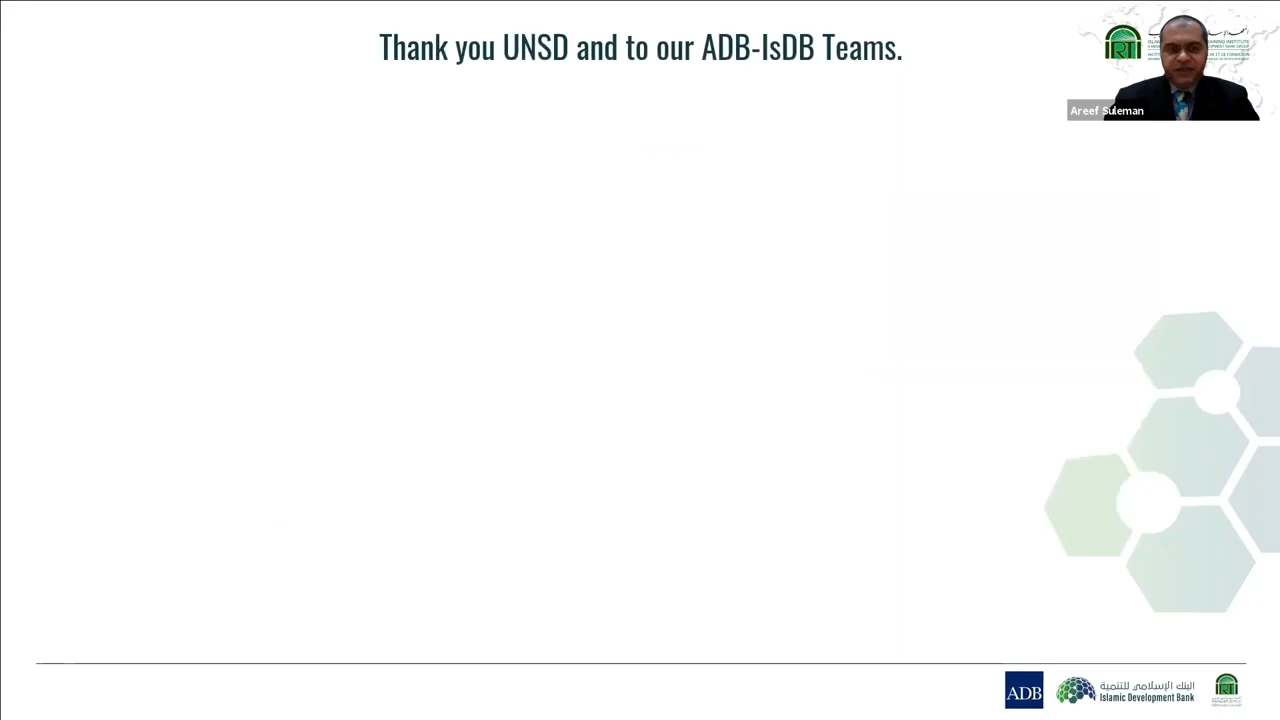 Thank you UNSD and to our ADB-IsDB Teams.
Areef Suleman
ADB
البنك الإسلامي للتنمية
Islamic Development Bank